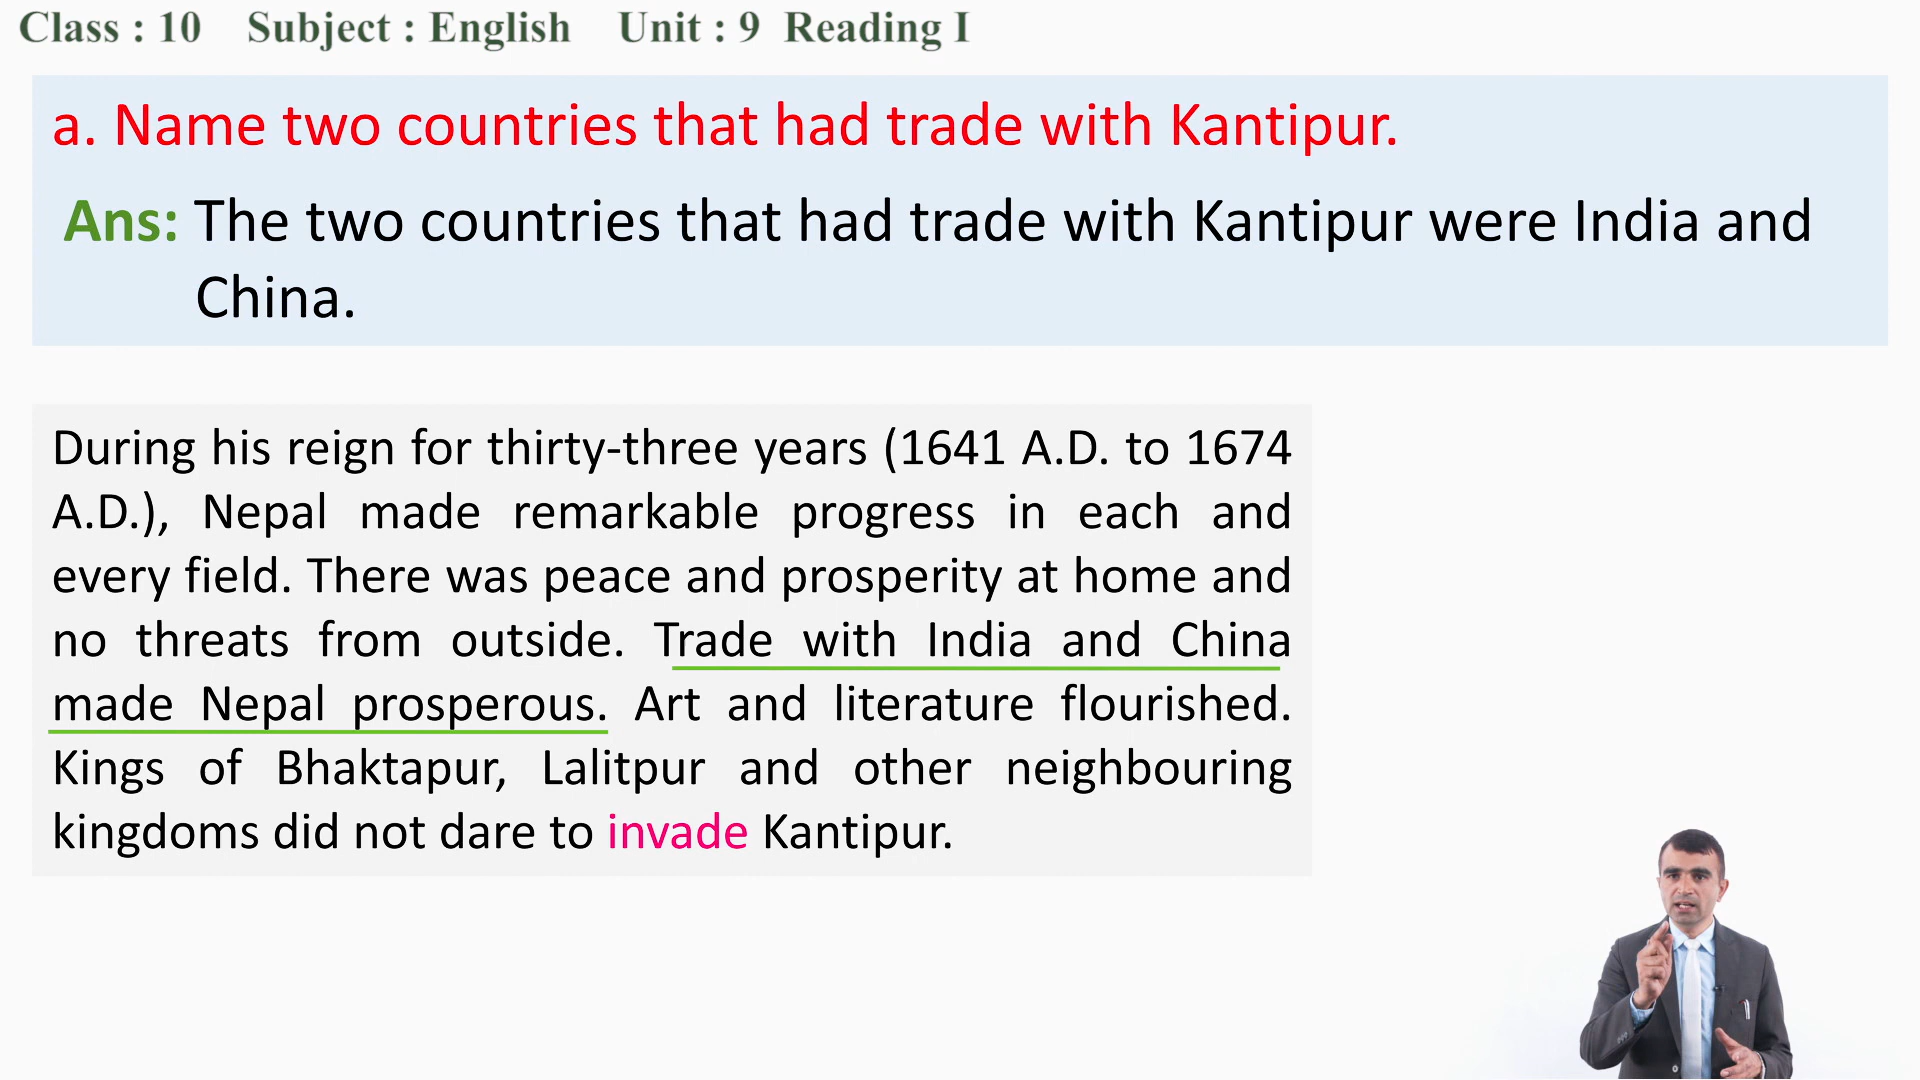 Class : 10 Subject : English Unit : 9 Reading I
a. Name two countries that had trade with Kantipur.
Ans: The two countries that had trade with Kantipur were India and
China.
During his reign for thirty-three years (1641 A.D. to 1674
A.D.), Nepal made remarkable progress in each and
every field. There was peace and prosperity at home and
no threats from outside. Trade with India and China
made Nepal prosperous. Art and literature flourished.
Kings of Bhaktapur, Lalitpur and other neighbouring
kingdoms did not dare to invade Kantipur.